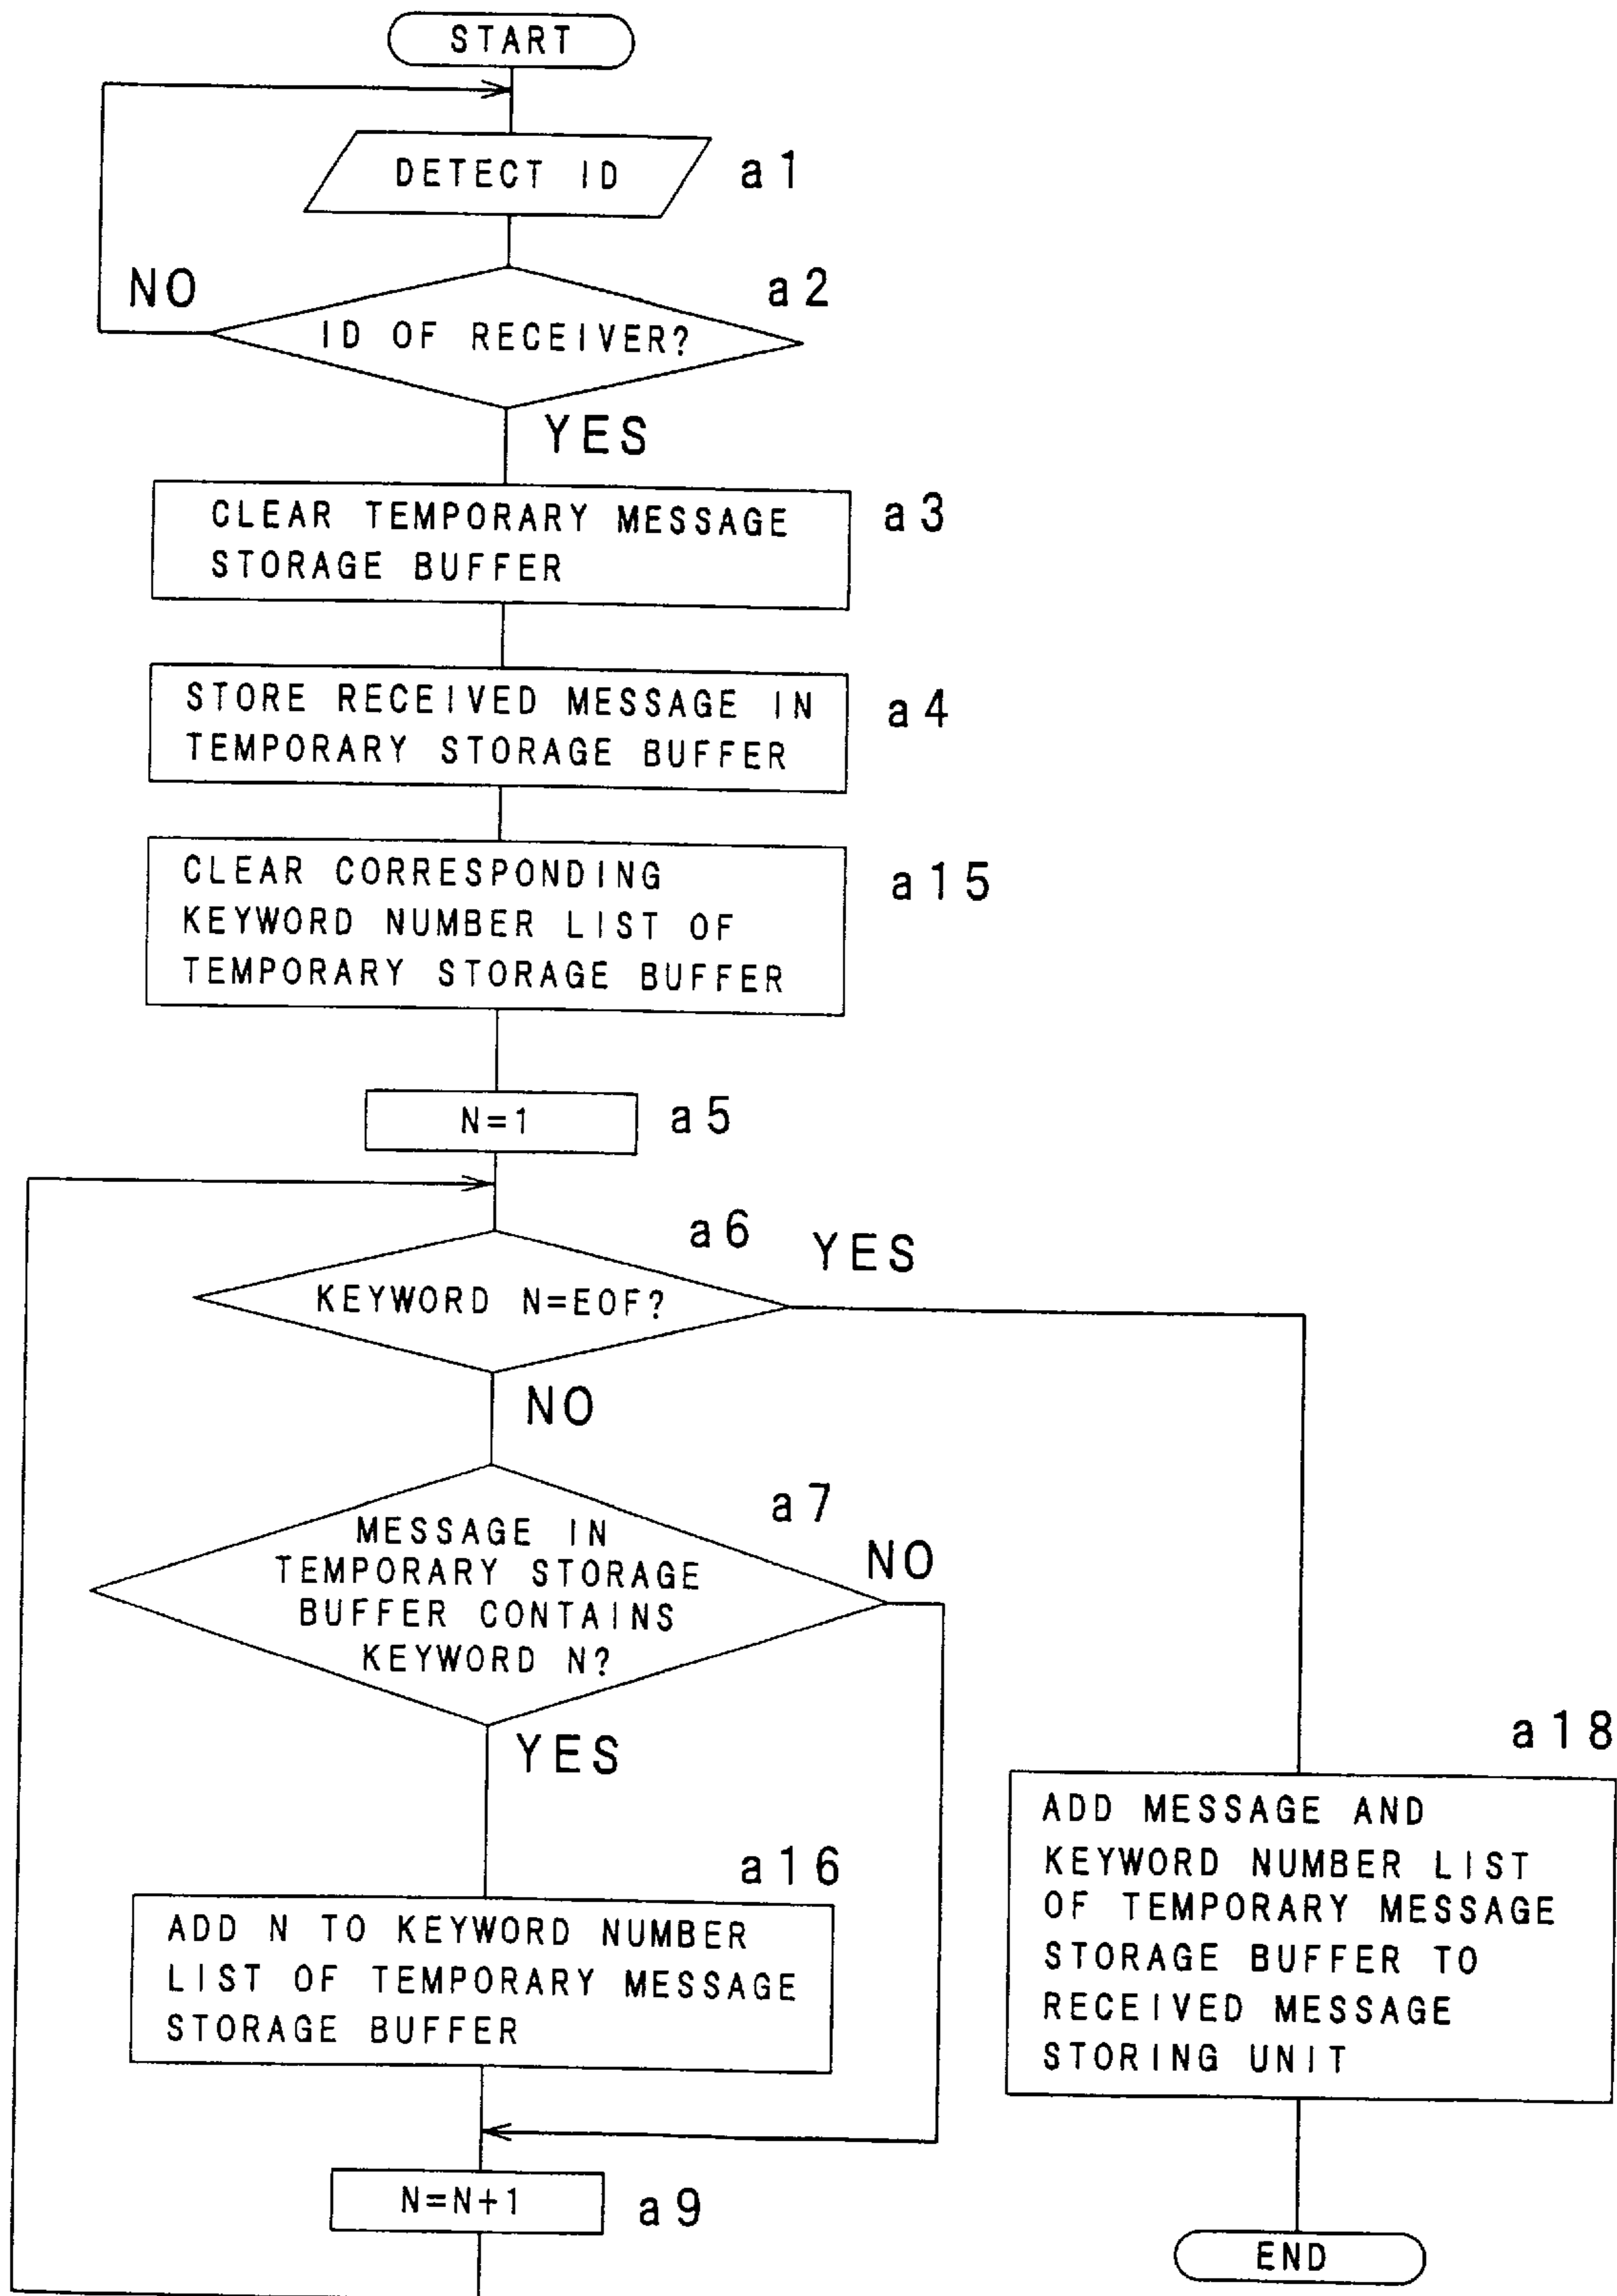 START
DETECT ID
a1
NO
a2
ID OF RECEIVER?
YES
CLEAR TEMPORARY MESSAGE
STORAGE BUFFER
a3
STORE RECEIVED MESSAGE IN
TEMPORARY STORAGE BUFFER
a4
CLEAR CORRESPONDING
KEYWORD NUMBER LIST OF
TEMPORARY STORAGE BUFFER
a15
N=1
a5
a6
YES
KEYWORD N=EOF?
NO
a7
MESSAGE IN
TEMPORARY STORAGE
BUFFER CONTAINS
KEYWORD N?
NO
YES
a16
ADD N TO KEYWORD NUMBER
LIST OF TEMPORARY MESSAGE
STORAGE BUFFER
N=N+1
a9
a18
ADD MESSAGE AND
KEYWORD NUMBER LIST
OF TEMPORARY MESSAGE
STORAGE BUFFER TO
RECEIVED MESSAGE
STORING UNIT
END